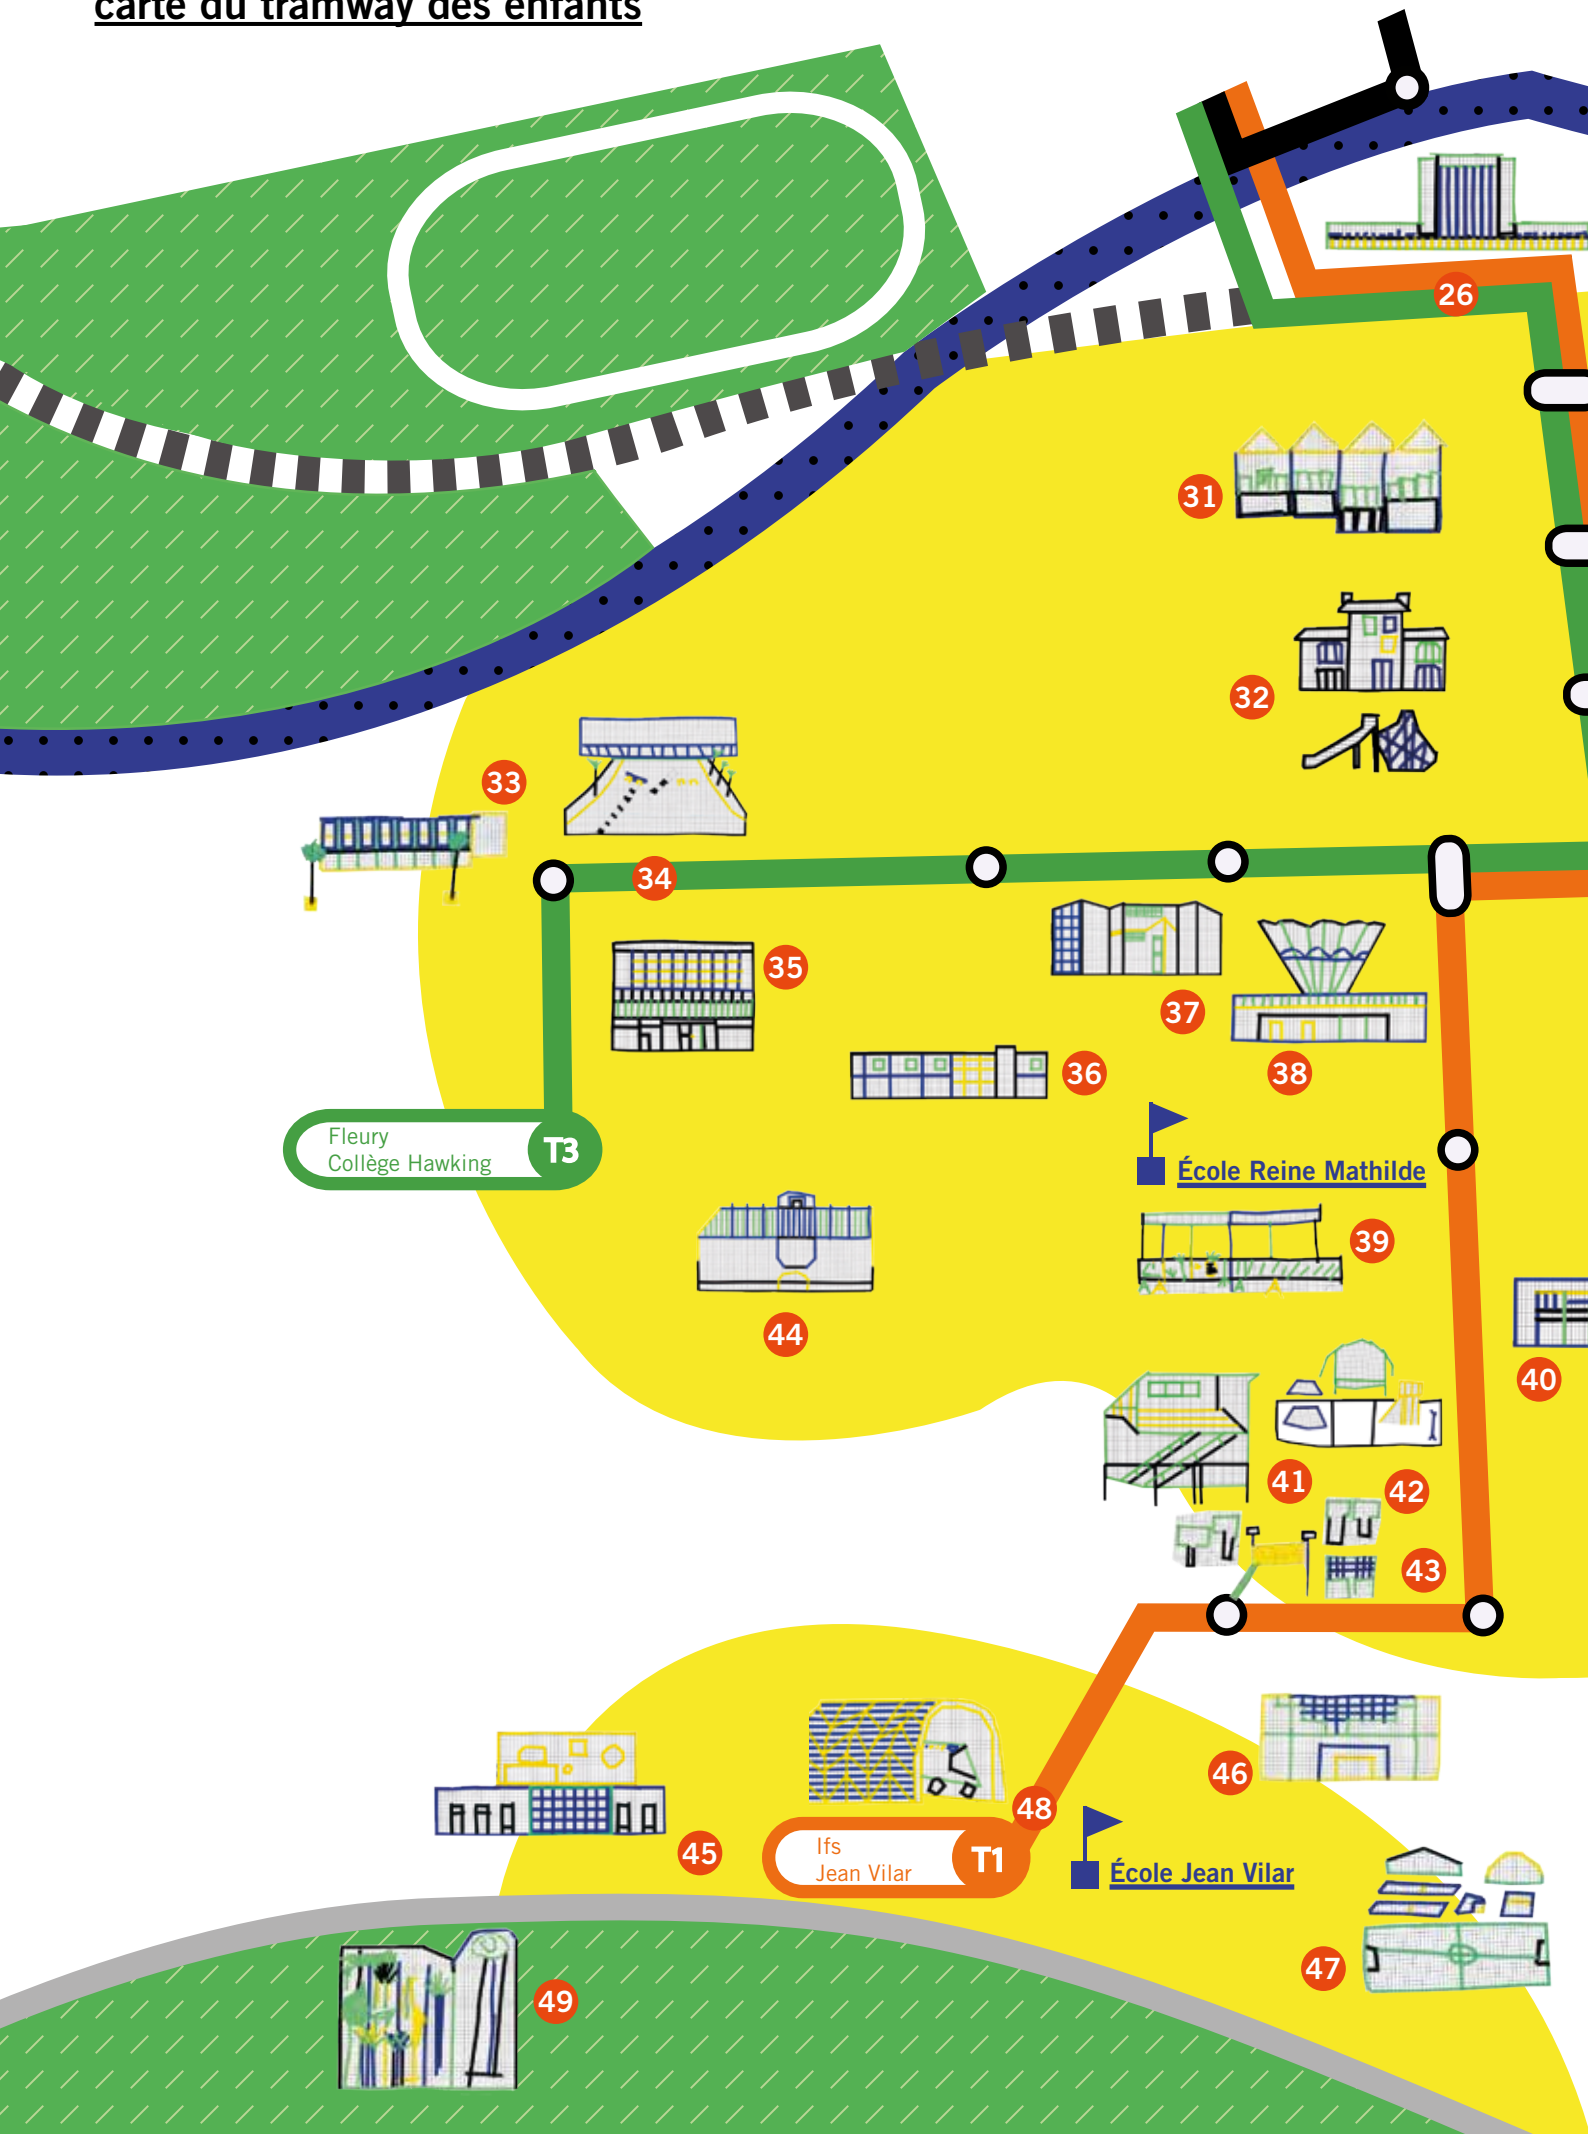 carte du tramway des enfants
26
31
32
33
34
35
37
36
38
Fleury
Collège Hawking
T3
École Reine Mathilde
39
44
40
41
42
43
46
48
45
Ifs
Jean Vilar
T1
École Jean Vilar
47
49